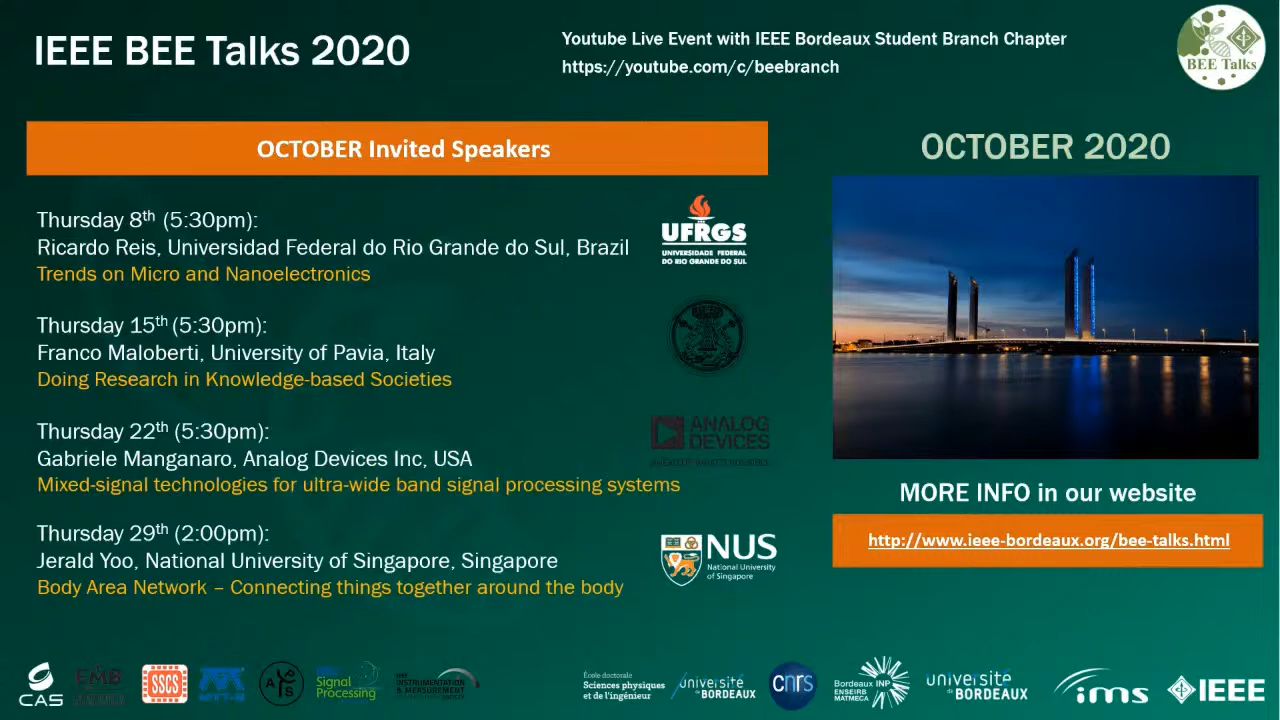 IEEE BEE Talks 2020
Youtube Live Event with IEEE Bordeaux Student Branch Chapter
https://youtube.com/c/beebranch
BEE Talks
OCTOBER Invited Speakers
Thursday 8th (5:30pm):
Ricardo Reis, Universidad Federal do Rio Grande do Sul, Brazil
Trends on Micro and Nanoelectronics
UFRGS
UNIVERSIDADE FEDERAL
DO RIO GRANDE DO SUL
Thursday 15th (5:30pm):
Franco Maloberti, University of Pavia, Italy
Doing Research in Knowledge-based Societies
Thursday 22th (5:30pm):
Gabriele Manganaro, Analog Devices Inc, USA
Mixed-signal technologies for ultra-wide band signal processing systems
ANALOG
DEVICES
Thursday 29th (2:00pm):
Jerald Yoo, National University of Singapore, Singapore
Body Area Network – Connecting things together around the body
NUS
National University
of Singapore
OCTOBER 2020
MORE INFO in our website
http://www.ieee-bordeaux.org/bee-talks.html
CAS
EMB
SSCS
MTT-S
Signal
Processing
INSTRUMENTATION
& MEASUREMENT
École doctorale
Sciences physiques
et de l'ingénieur
université
de BORDEAUX
cnrs
Bordeaux INP
ENSEIRB
MATMECA
université
de BORDEAUX
ims
IEEE